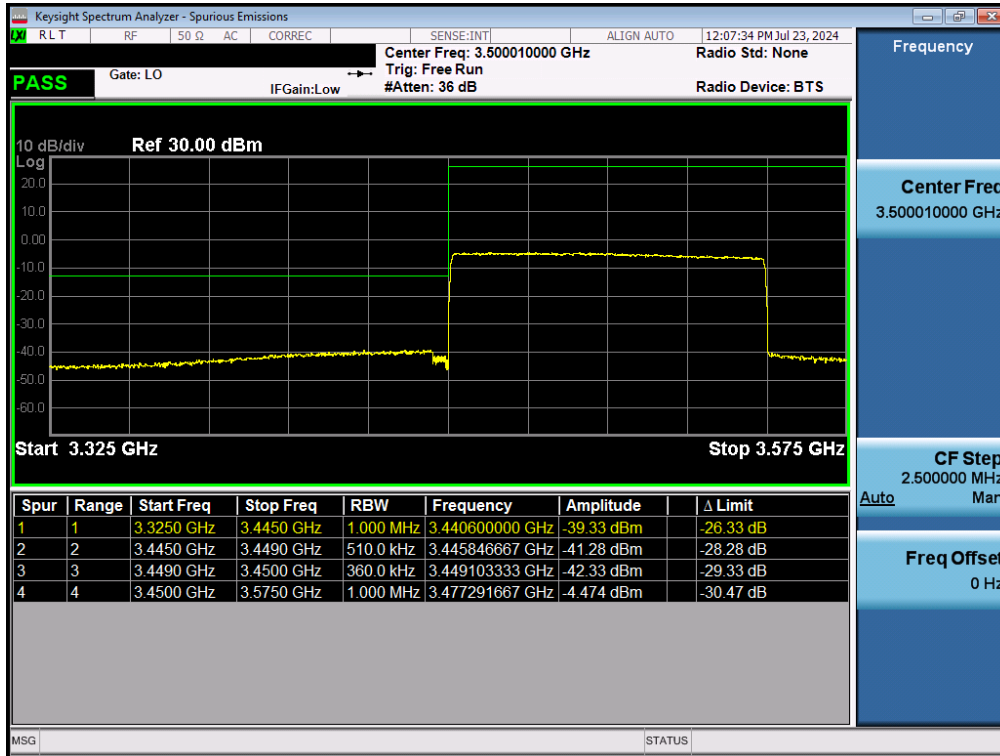 Keysight Spectrum Analyzer - Spurious Emissions
LXI RLT RF 50 Ω AC CORREC SENSE:INT ALIGN AUTO 12:07:34 PM Jul 23, 2024
Center Freq: 3.500010000 GHz Radio Std: None
PASS Gate: LO Trig: Free Run
IFGain:Low #Atten: 36 dB Radio Device: BTS
10 dB/div Ref 30.00 dBm
Log
20.0
10.0
0.00
-10.0
-20.0
-30.0
-40.0
-50.0
-60.0
Start 3.325 GHz Stop 3.575 GHz
Spur Range Start Freq Stop Freq RBW Frequency Amplitude Δ Limit
1 1 3.3250 GHz 3.4450 GHz 1.000 MHz 3.440600000 GHz -39.33 dBm -26.33 dB
2 2 3.4450 GHz 3.4490 GHz 510.0 kHz 3.445846667 GHz -41.28 dBm -28.28 dB
3 3 3.4490 GHz 3.4500 GHz 360.0 kHz 3.449103333 GHz -42.33 dBm -29.33 dB
4 4 3.4500 GHz 3.5750 GHz 1.000 MHz 3.477291667 GHz -4.474 dBm -30.47 dB
MSG STATUS
Frequency
Center Freq
3.500010000 GHz
CF Step
2.500000 MHz
Auto Man
Freq Offset
0 Hz